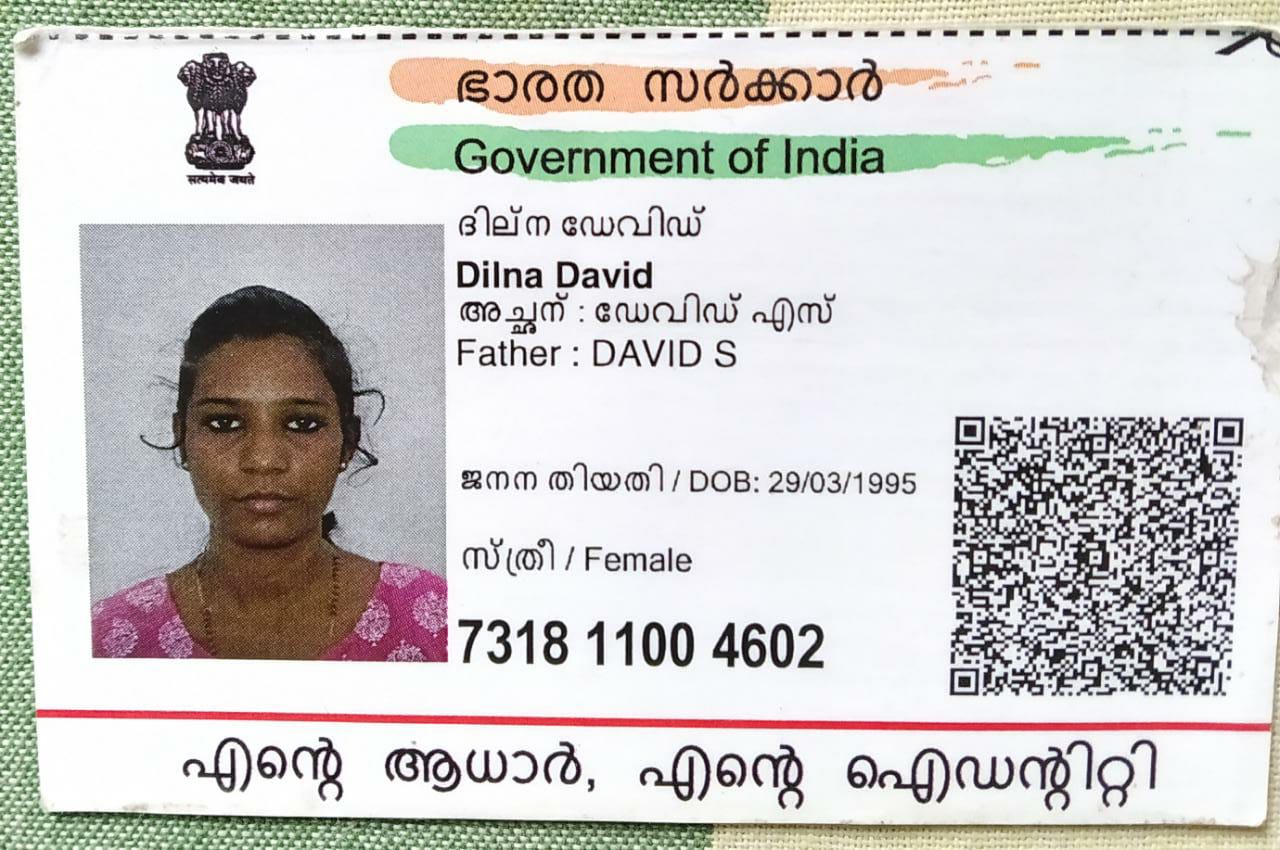 ഭാരത സർക്കാർ
Government of India
सत्यमेव जयते
ദില്ന ഡേവിഡ്
Dilna David
അച്ഛന് : ഡേവിഡ് എസ്
Father : DAVID S
ജനന തിയതി / DOB: 29/03/1995
സ്ത്രീ / Female
7318 1100 4602
എന്റെ ആധാർ, എന്റെ ഐഡന്റിറ്റി